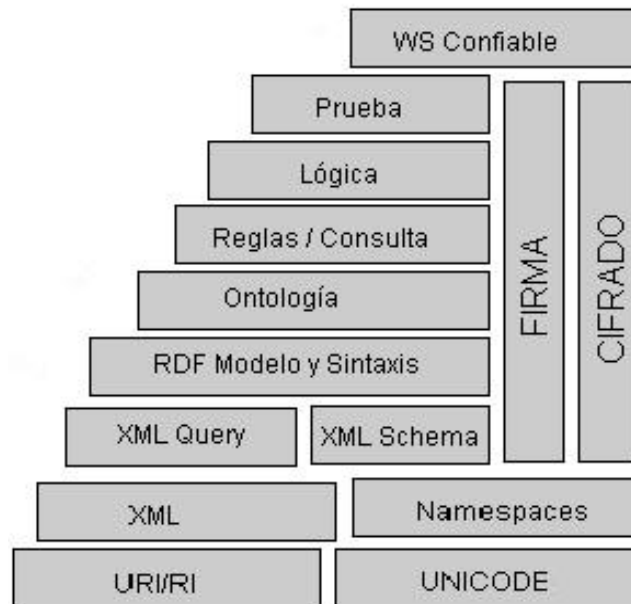 WS Confiable
Prueba
Lógica
Reglas / Consulta
Ontología
RDF Modelo y Sintaxis
XML Query
XML Schema
FIRMA
CIFRADO
XML
Namespaces
URI/RI
UNICODE